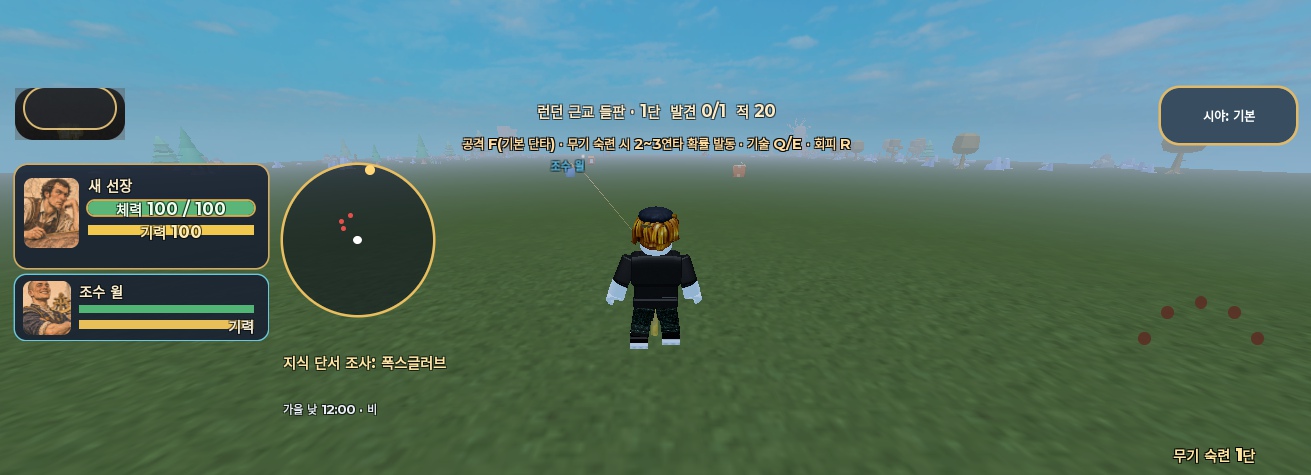 런던 근교 들판 · 1단 발견 0/1 적 20
시야: 기본
공격 F(기본 단타) · 무기 숙련 시 2~3연타 확률 발동 · 기술 Q/E · 회피 R
조수 윌
새 선장
체력 100 / 100
기력 100
조수 윌
기력
지식 단서 조사: 폭스글러브
가을 낮 12:00 · 비
무기 숙련 1단